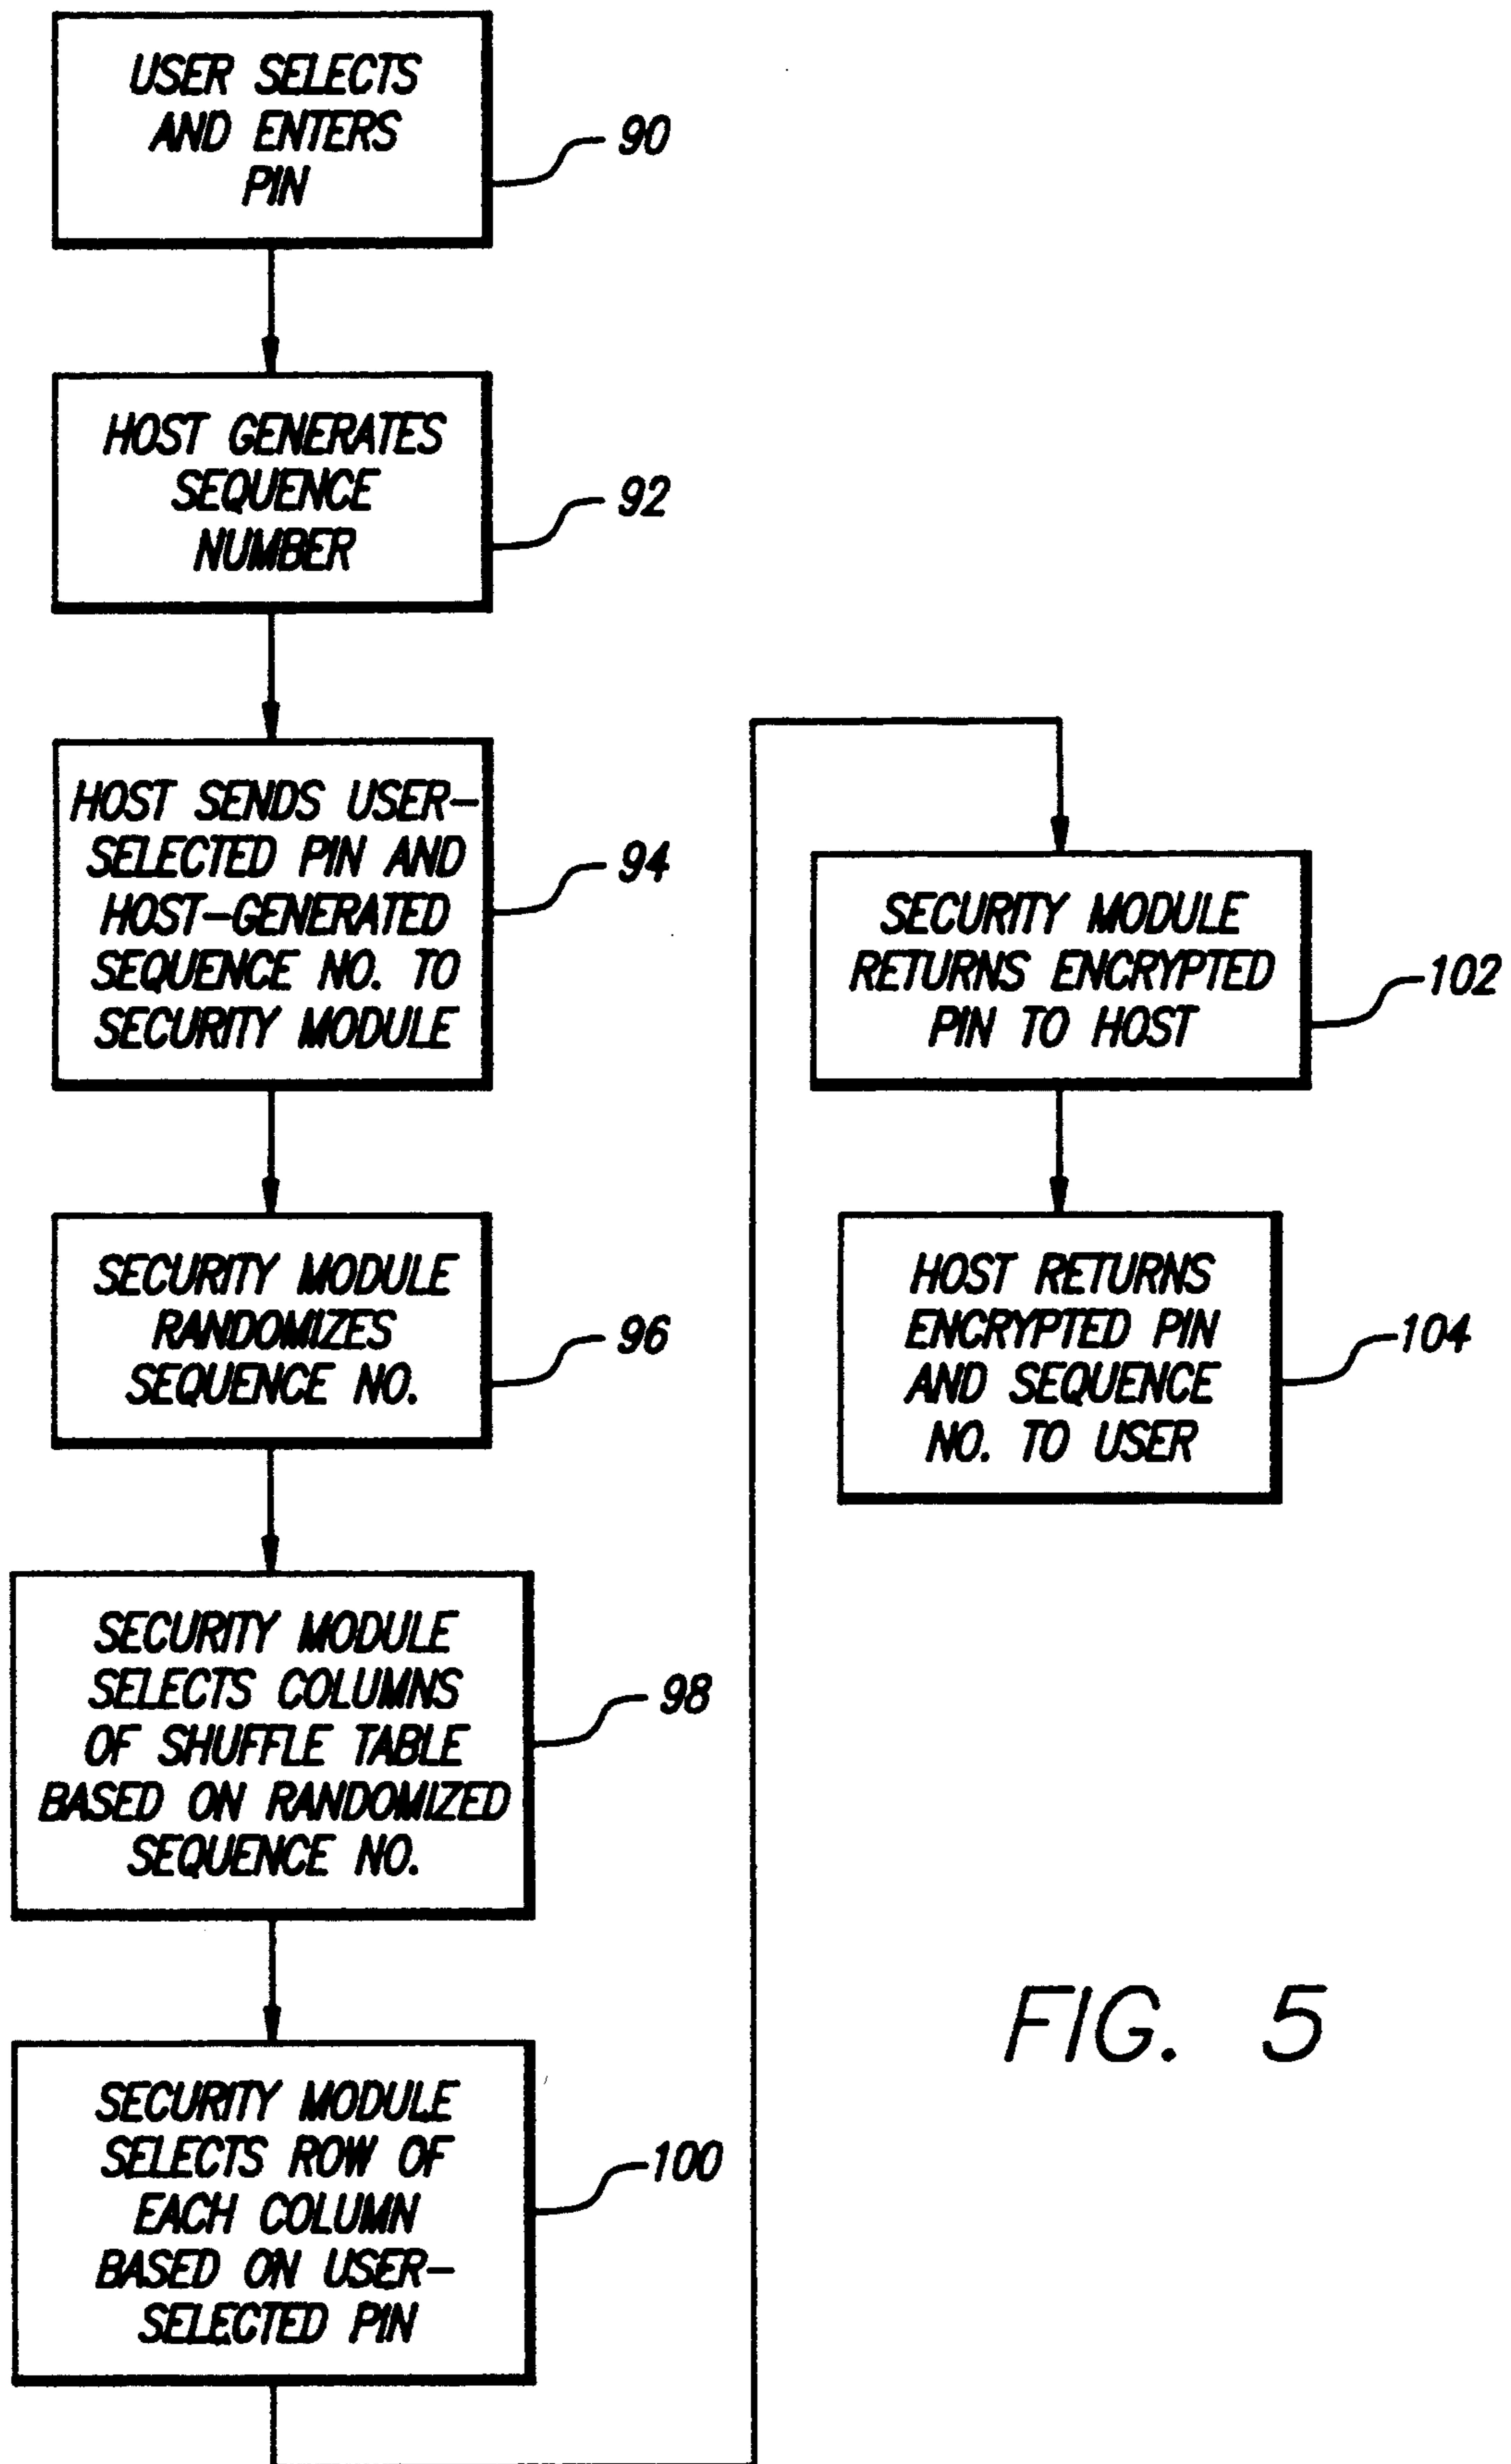 USER SELECTS
AND ENTERS
PIN
90
HOST GENERATES
SEQUENCE
NUMBER
92
HOST SENDS USER-
SELECTED PIN AND
HOST-GENERATED
SEQUENCE NO. TO
SECURITY MODULE
94
SECURITY MODULE
RANDOMIZES
SEQUENCE NO.
96
SECURITY MODULE
SELECTS COLUMNS
OF SHUFFLE TABLE
BASED ON RANDOMIZED
SEQUENCE NO.
98
SECURITY MODULE
SELECTS ROW OF
EACH COLUMN
BASED ON USER-
SELECTED PIN
100
SECURITY MODULE
RETURNS ENCRYPTED
PIN TO HOST
102
HOST RETURNS
ENCRYPTED PIN
AND SEQUENCE
NO. TO USER
104
FIG. 5